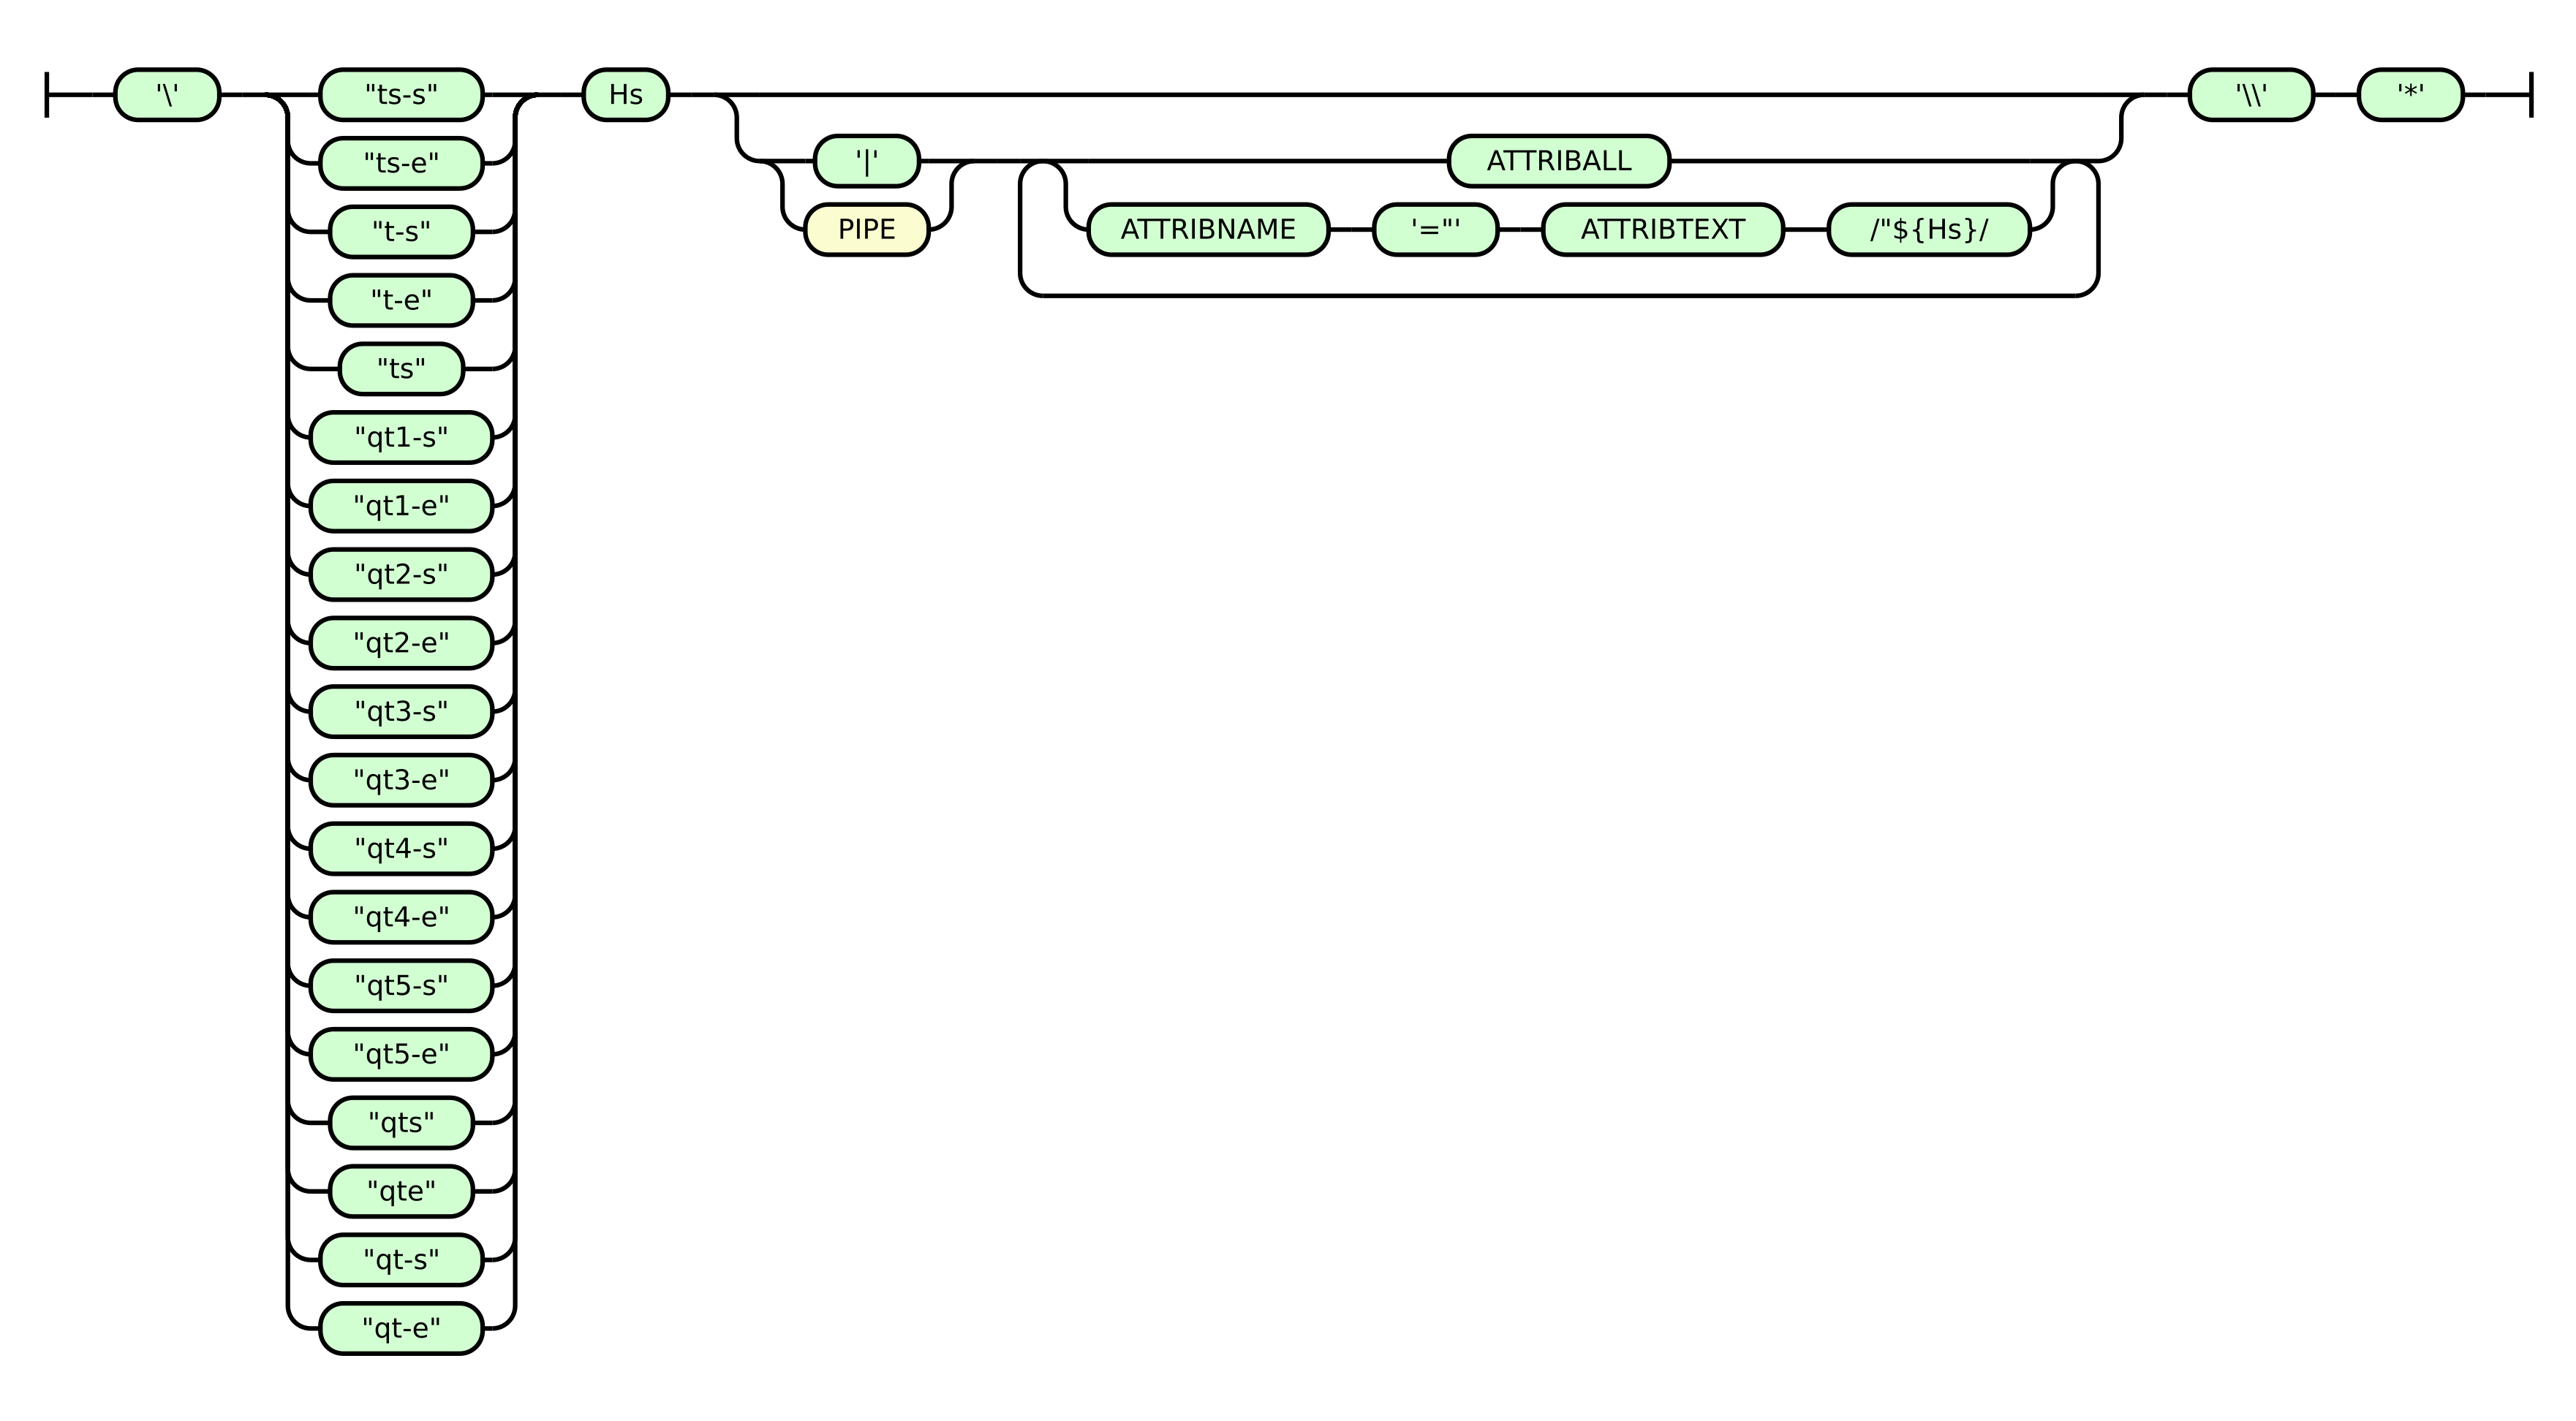 '\' "ts-s" Hs '\\' '*'
'|' ATTRIBALL
"ts-e"
PIPE ATTRIBNAME '="' ATTRIBTEXT /"${Hs}/
"t-s"
"t-e"
"ts"
"qt1-s"
"qt1-e"
"qt2-s"
"qt2-e"
"qt3-s"
"qt3-e"
"qt4-s"
"qt4-e"
"qt5-s"
"qt5-e"
"qts"
"qte"
"qt-s"
"qt-e"